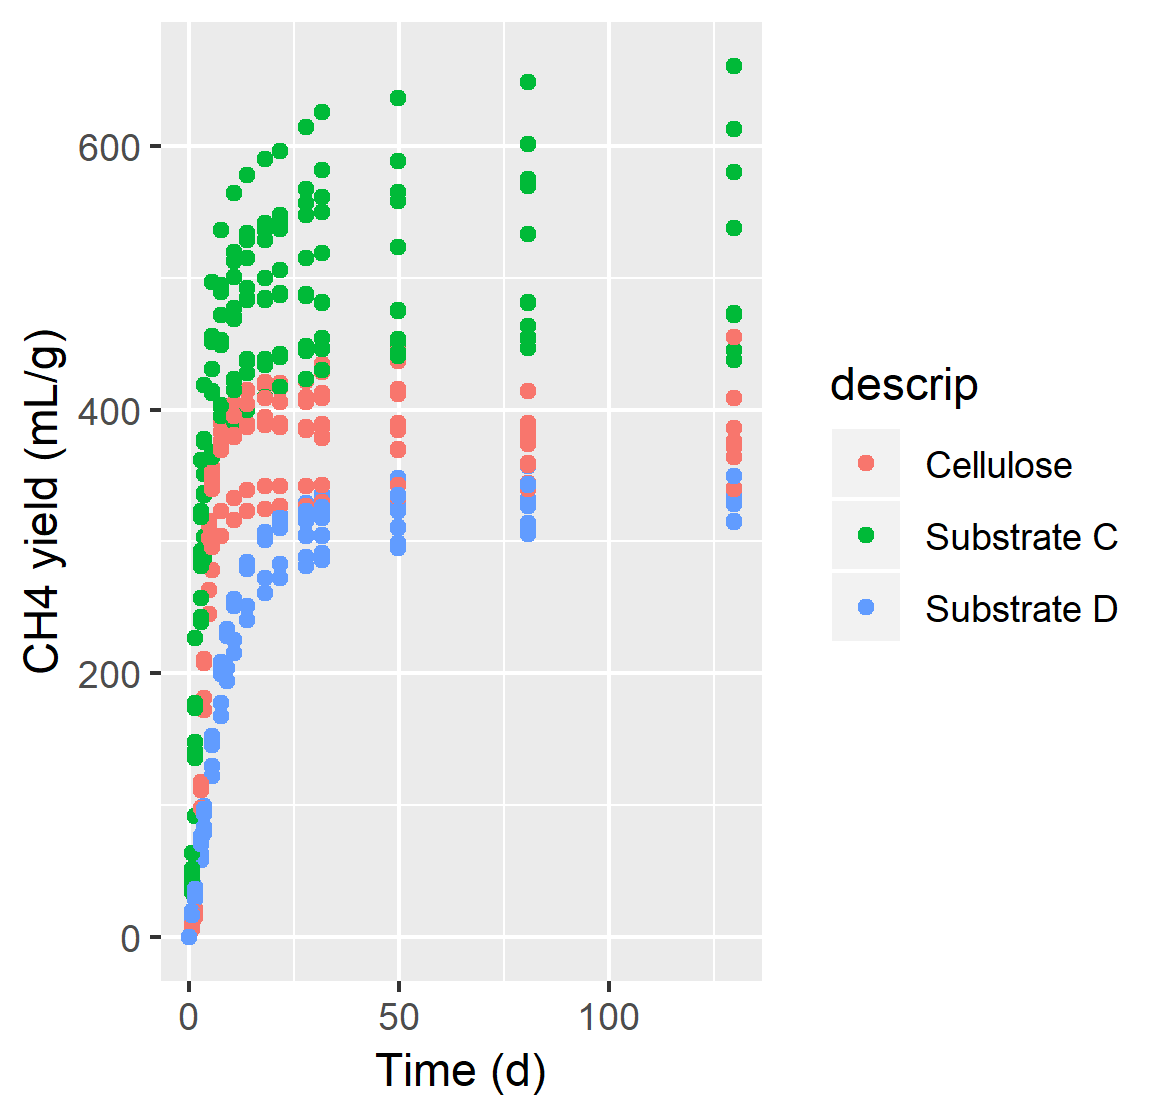 CH4 yield (mL/g)
600
400
200
0
0 50 100
Time (d)
descrip
Cellulose
Substrate C
Substrate D